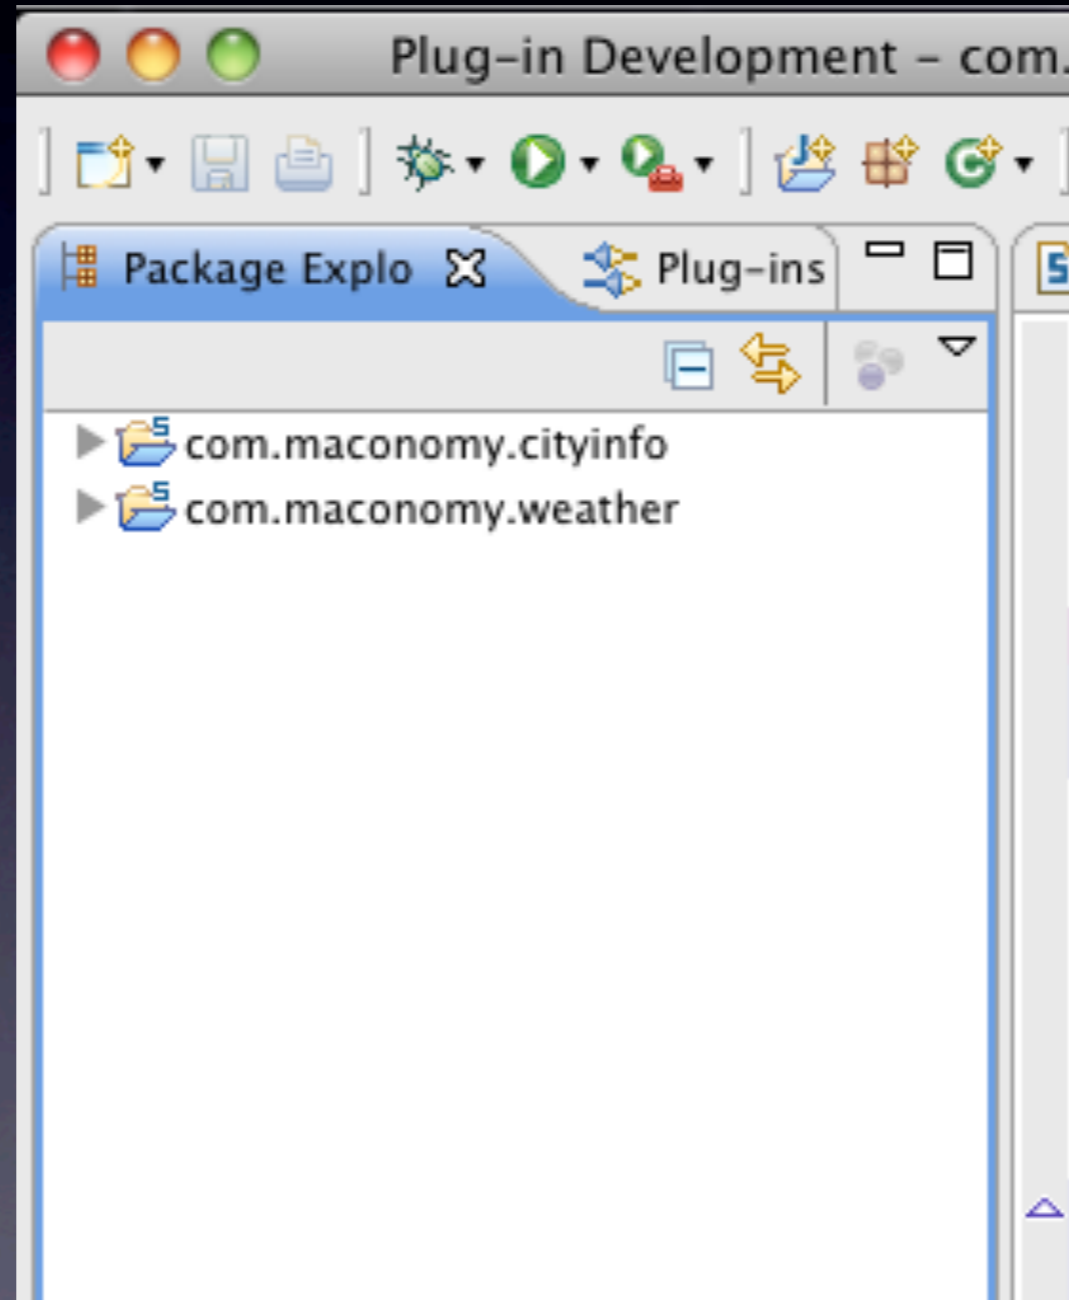 Plug-in Development - com.
Package Explo
Plug-ins
com.maconomy.cityinfo
com.maconomy.weather